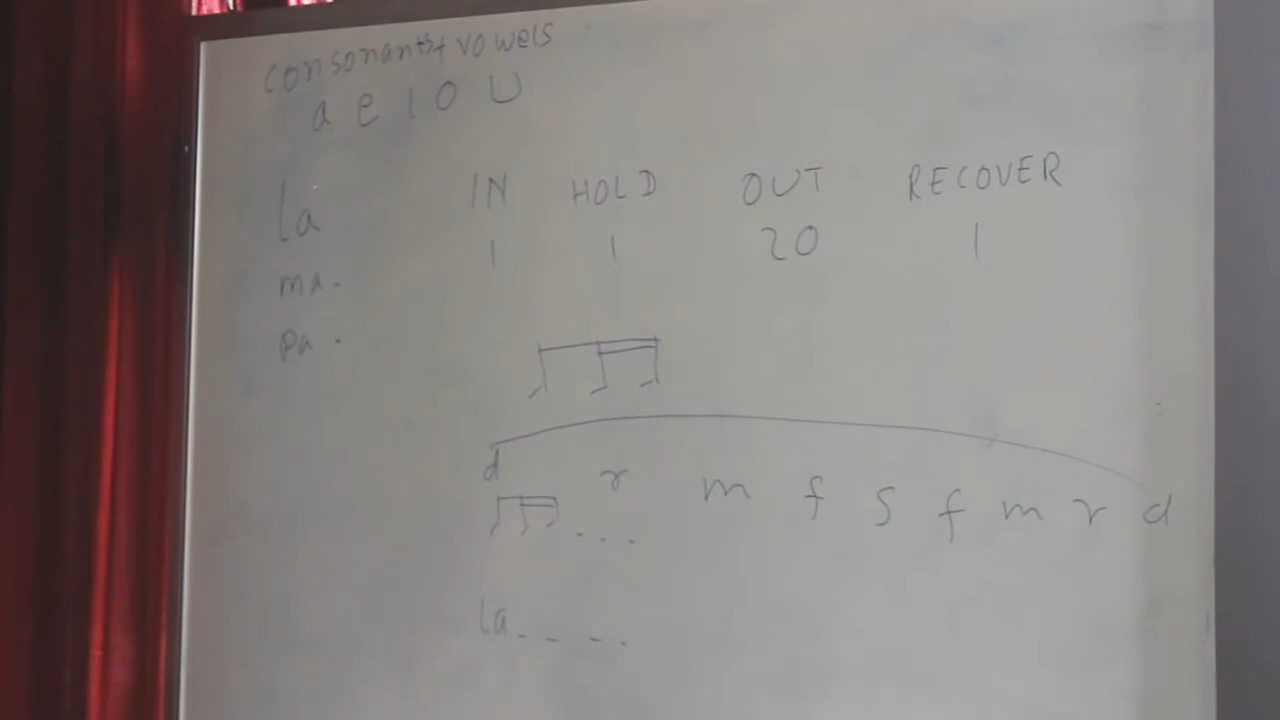 consonants + vowels
a e i o U
la IN HOLD OUT RECOVER
1 1 20 1
ma.
pa.
d r m f s f m r d
...
la - - - -